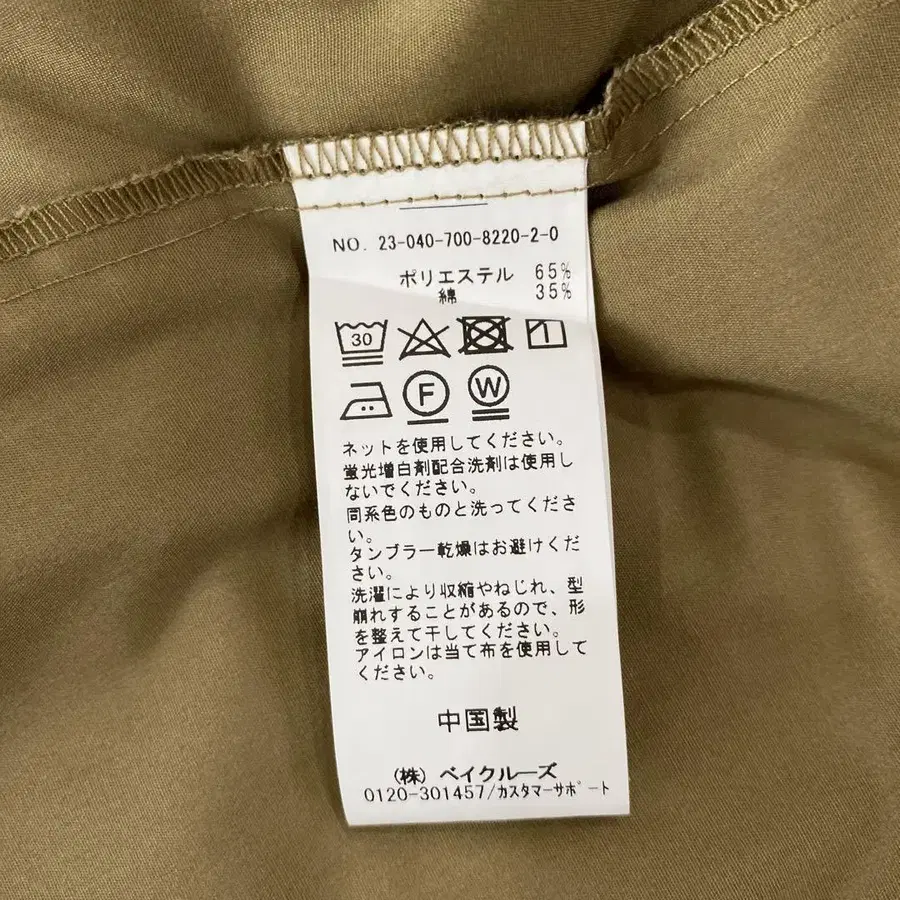 NO. 23-040-700-8220-2-0
ポリエステル 65%
綿 35%
30
F W
ネットを使用してください。
蛍光増白剤配合洗剤は使用し
ないでください。
同系色のものと洗ってくださ
い。
タンブラー乾燥はお避けくだ
さい。
洗濯により収縮やねじれ、型
崩れすることがあるので、形
を整えて干してください。
アイロンは当て布を使用して
ください。
中国製
(株) ベイクルーズ
0120-301457/カスタマーサポート